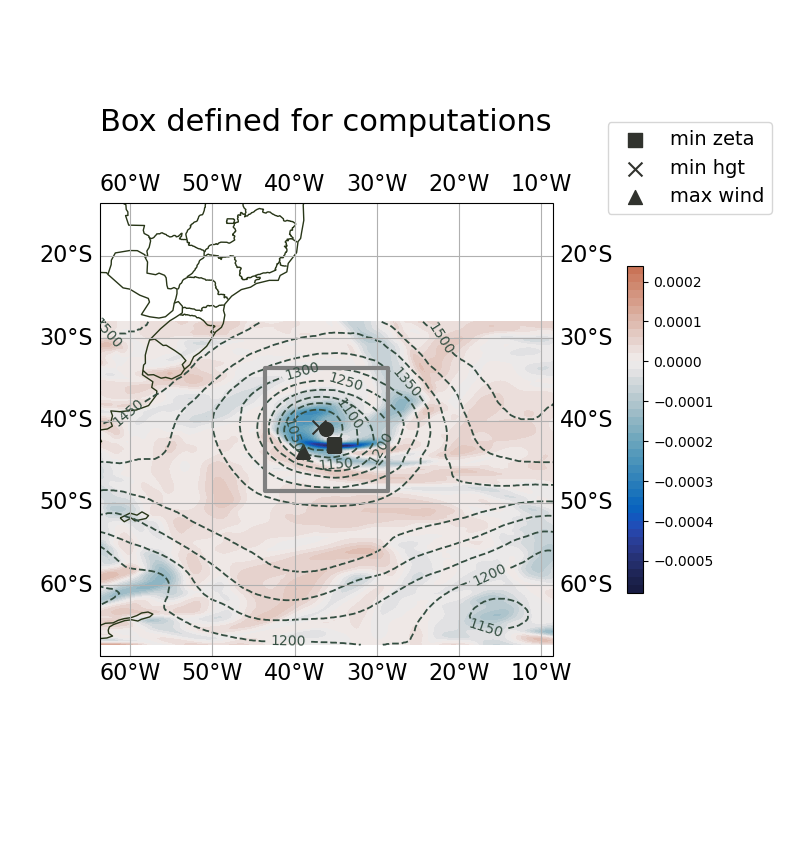 Box defined for computations
min zeta
min hgt
max wind
60°W 50°W 40°W 30°W 20°W 10°W
20°S 20°S
30°S 30°S
40°S 40°S
50°S 50°S
60°S 60°S
60°W 50°W 40°W 30°W 20°W 10°W
1500
1500
1450
1300
1250
1350
1100
1050
1200
1150
1200
1150
1200
0.0002
0.0001
0.0000
−0.0001
−0.0002
−0.0003
−0.0004
−0.0005